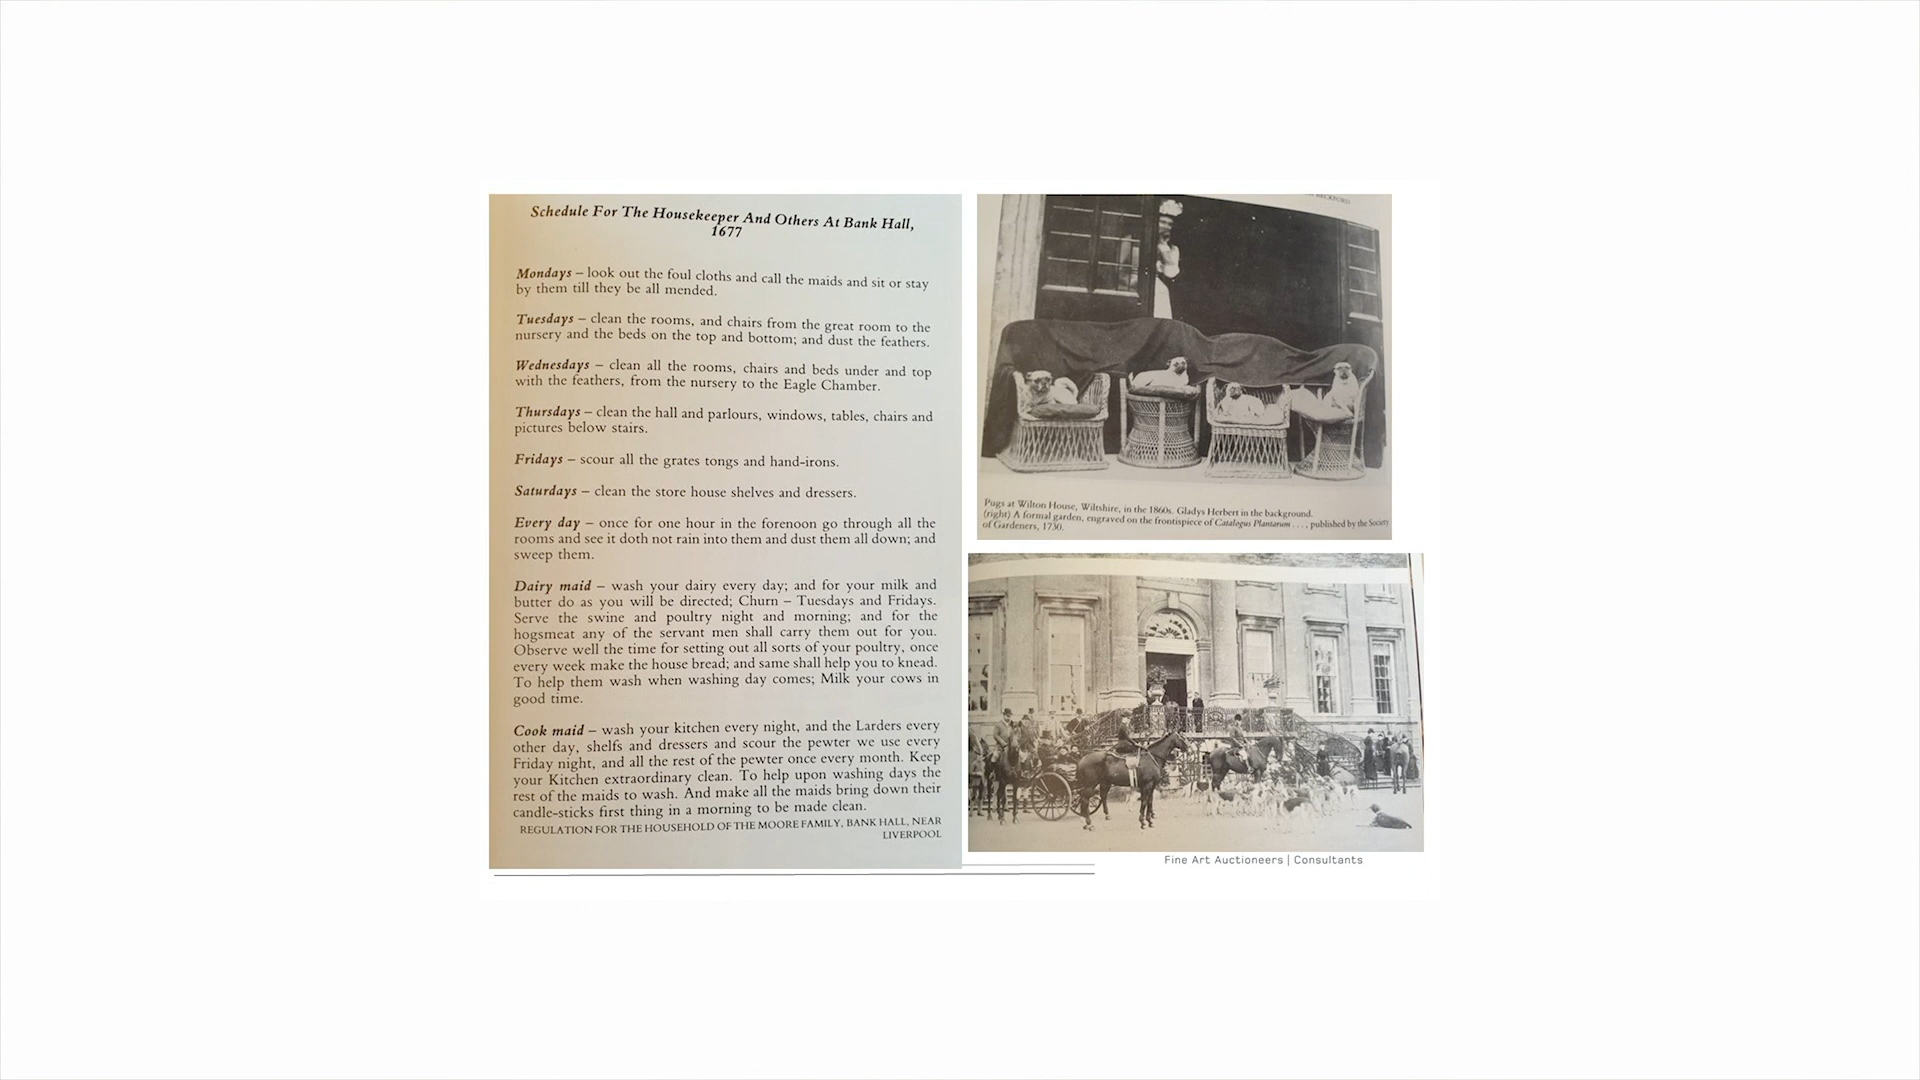 Schedule For The Housekeeper And Others At Bank Hall,
1677
Mondays – look out the foul cloths and call the maids and sit or stay
by them till they be all mended.
Tuesdays – clean the rooms, and chairs from the great room to the
nursery and the beds on the top and bottom; and dust the feathers.
Wednesdays – clean all the rooms, chairs and beds under and top
with the feathers, from the nursery to the Eagle Chamber.
Thursdays – clean the hall and parlours, windows, tables, chairs and
pictures below stairs.
Fridays – scour all the grates tongs and hand-irons.
Saturdays – clean the store house shelves and dressers.
Every day – once for one hour in the forenoon go through all the
rooms and see it doth not rain into them and dust them all down; and
sweep them.
Dairy maid – wash your dairy every day; and for your milk and
butter do as you will be directed; Churn – Tuesdays and Fridays.
Serve the swine and poultry night and morning; and for the
hogsmeat any of the servant men shall carry them out for you.
Observe well the time for setting out all sorts of your poultry, once
every week make the house bread; and same shall help you to knead.
To help them wash when washing day comes; Milk your cows in
good time.
Cook maid – wash your kitchen every night, and the Larders every
other day, shelfs and dressers and scour the pewter we use every
Friday night, and all the rest of the pewter once every month. Keep
your Kitchen extraordinary clean. To help upon washing days the
rest of the maids to wash. And make all the maids bring down their
candle-sticks first thing in a morning to be made clean.
REGULATION FOR THE HOUSEHOLD OF THE MOORE FAMILY, BANK HALL, NEAR
LIVERPOOL
BECKFORD
Pugs at Wilton House, Wiltshire, in the 1860s. Gladys Herbert in the background.
(right) A formal garden, engraved on the frontispiece of Catalogus Plantarum . . . , published by the Society
of Gardeners, 1730.
Fine Art Auctioneers | Consultants